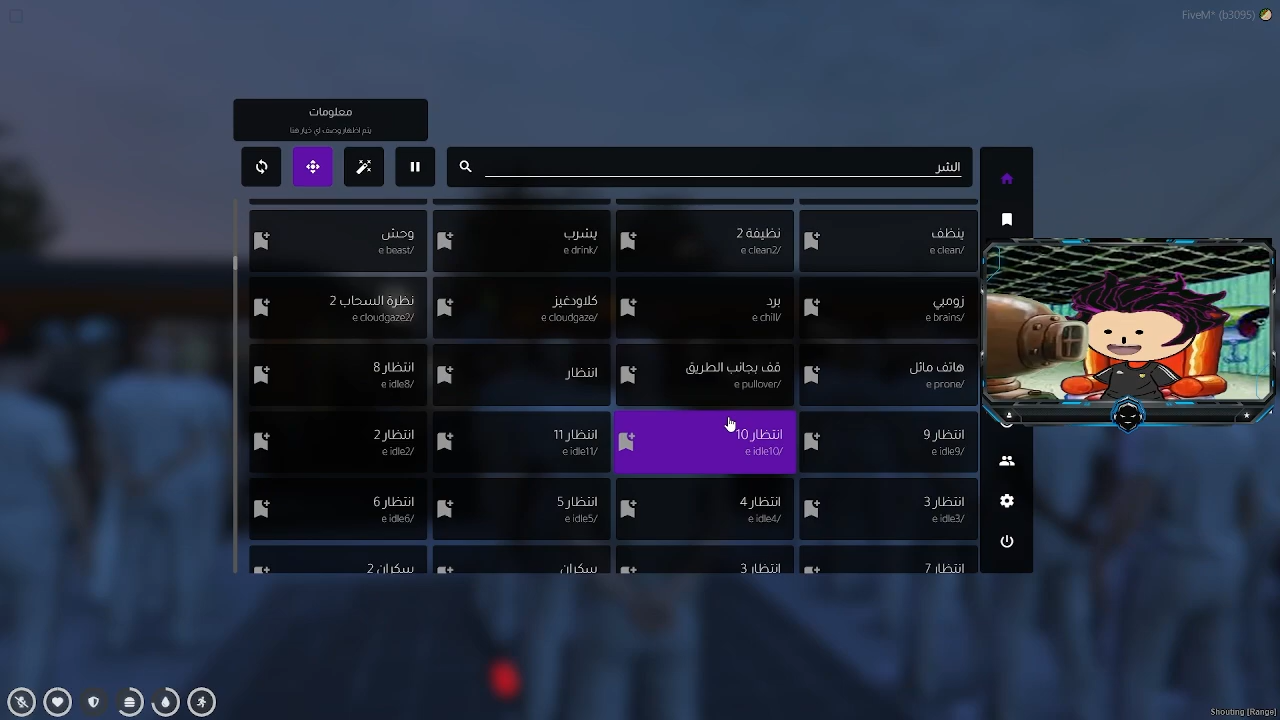 FiveM* (b3095)
معلومات
يتم اظهار وصف اي خيار هنا
الشر
ينظف
e clean/
نظيفة 2
e clean2/
يشرب
e drink/
وحش
e beast/
زومبي
e brains/
برد
e chill/
كلاودغيز
e cloudgaze/
نظرة السحاب 2
e cloudgaze2/
هاتف مائل
e prone/
قف بجانب الطريق
e pullover/
انتظار
انتظار 8
e idle8/
انتظار 9
e idle9/
انتظار 10
e idle10/
انتظار 11
e idle11/
انتظار 2
e idle2/
انتظار 3
e idle3/
انتظار 4
e idle4/
انتظار 5
e idle5/
انتظار 6
e idle6/
انتظار 7
انتظار 3
سكران
سكران 2
Shouting [Range]